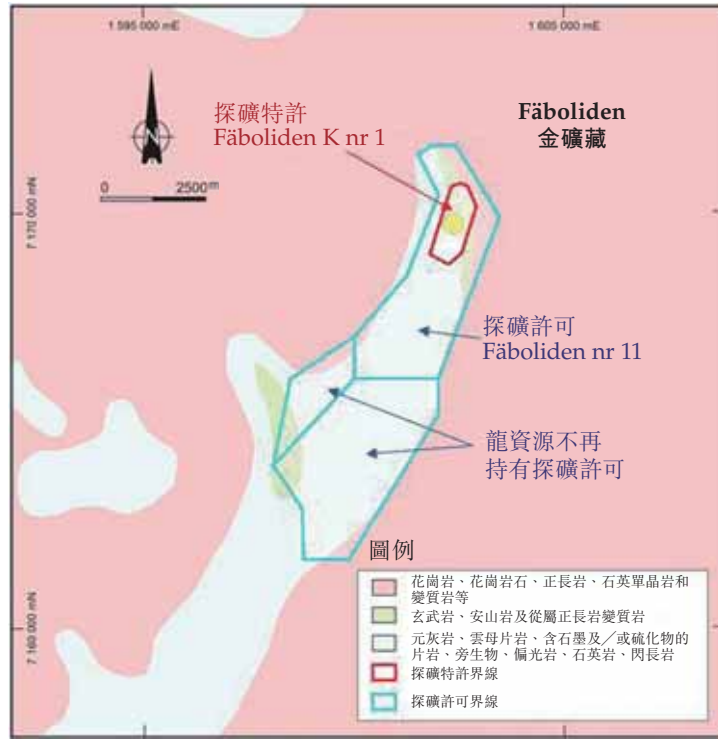 1 595 000 mE
1 605 000 mE
探礦特許
Fäboliden K nr 1
Fäboliden
金礦藏
N
0 2500m
7 170 000 mN
探礦許可
Fäboliden nr 11
龍資源不再
持有探礦許可
7 160 000 mN
圖例
花崗岩、花崗岩石、正長岩、石英單晶岩和
變質岩等
玄武岩、安山岩及從屬正長岩變質岩
元灰岩、雲母片岩、含石墨及╱或硫化物的
片岩、旁生物、偏光岩、石英岩、閃長岩
探礦特許界線
探礦許可界線